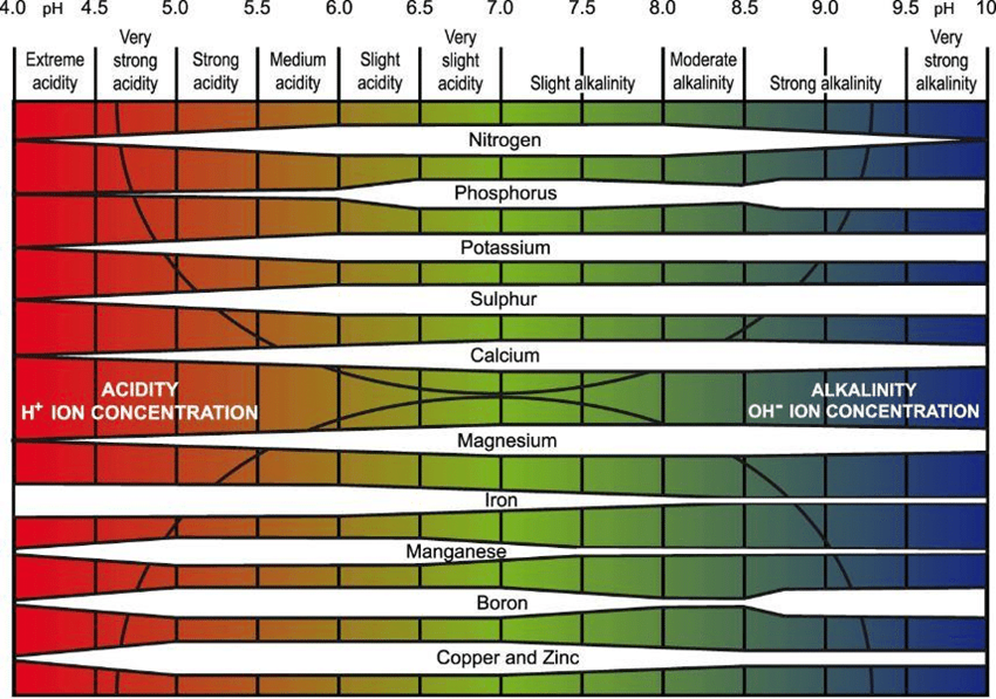 4.0 pH 4.5 5.0 5.5 6.0 6.5 7.0 7.5 8.0 8.5 9.0 9.5 pH 10
Extreme acidity
Very strong acidity
Strong acidity
Medium acidity
Slight acidity
Very slight acidity
Slight alkalinity
Moderate alkalinity
Strong alkalinity
Very strong alkalinity
Nitrogen
Phosphorus
Potassium
Sulphur
Calcium
ACIDITY
H⁺ ION CONCENTRATION
ALKALINITY
OH⁻ ION CONCENTRATION
Magnesium
Iron
Manganese
Boron
Copper and Zinc